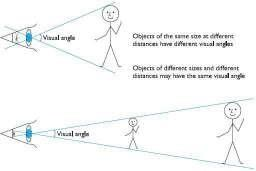 Visual angle
Objects of the same size at different
distances have different visual angles
Objects of different sizes and different
distances may have the same visual angle
Visual angle